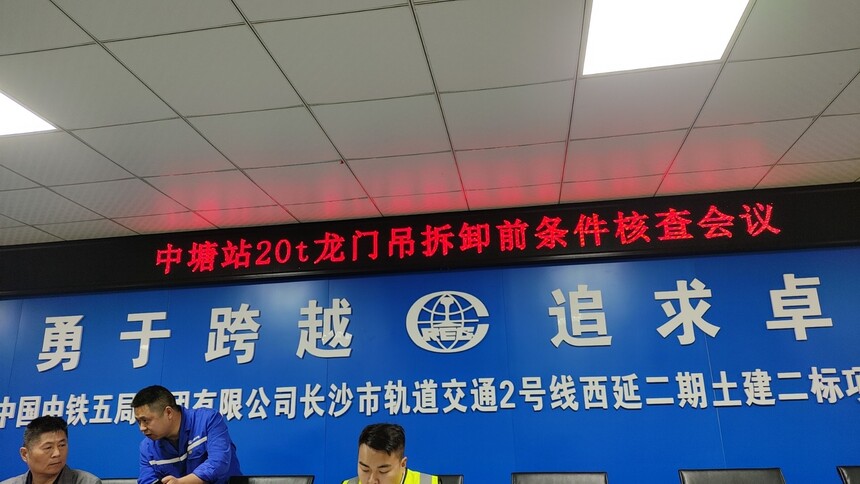 中塘站20t龙门吊拆卸前条件核查会议
勇于跨越 追求卓
中国中铁五局 团有限公司长沙市轨道交通2号线西延二期土建二标项